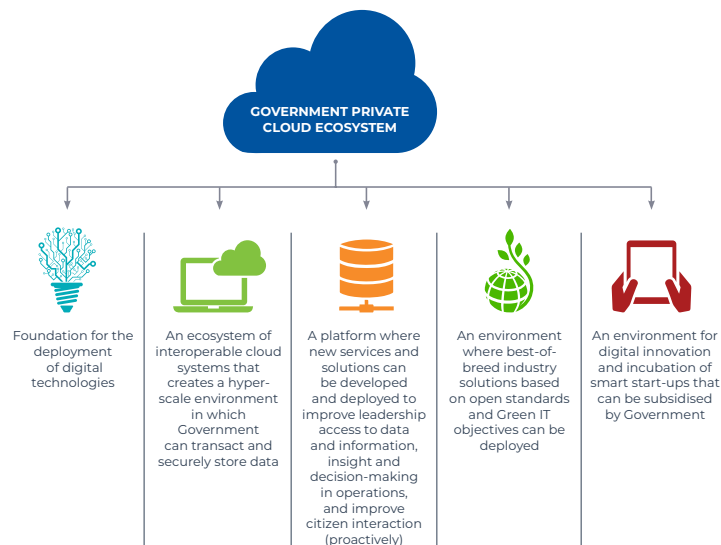 GOVERNMENT PRIVATE
CLOUD ECOSYSTEM
Foundation for the
deployment
of digital
technologies
An ecosystem of
interoperable cloud
systems that
creates a hyper-
scale environment
in which
Government
can transact and
securely store data
A platform where
new services and
solutions can
be developed
and deployed to
improve leadership
access to data
and information,
insight and
decision-making
in operations,
and improve
citizen interaction
(proactively)
An environment
where best-of-
breed industry
solutions based
on open standards
and Green IT
objectives can be
deployed
An environment for
digital innovation
and incubation of
smart start-ups that
can be subsidised
by Government